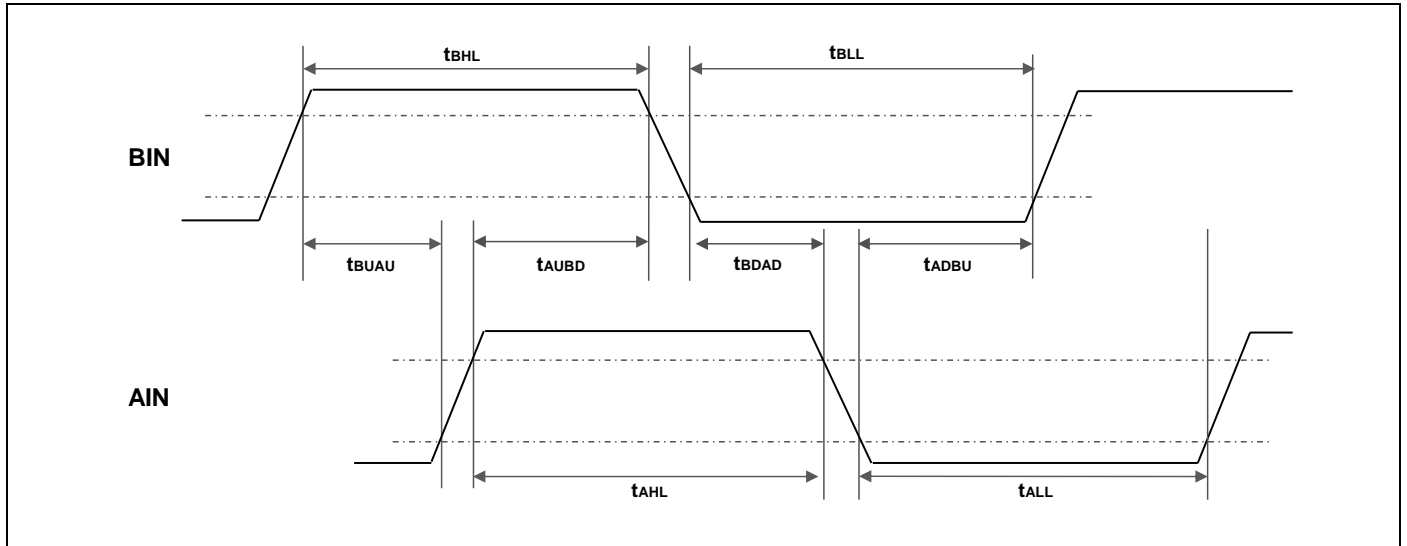 tBHL
tBLL
BIN
tBUAU
tAUBD
tBDAD
tADBU
AIN
tAHL
tALL